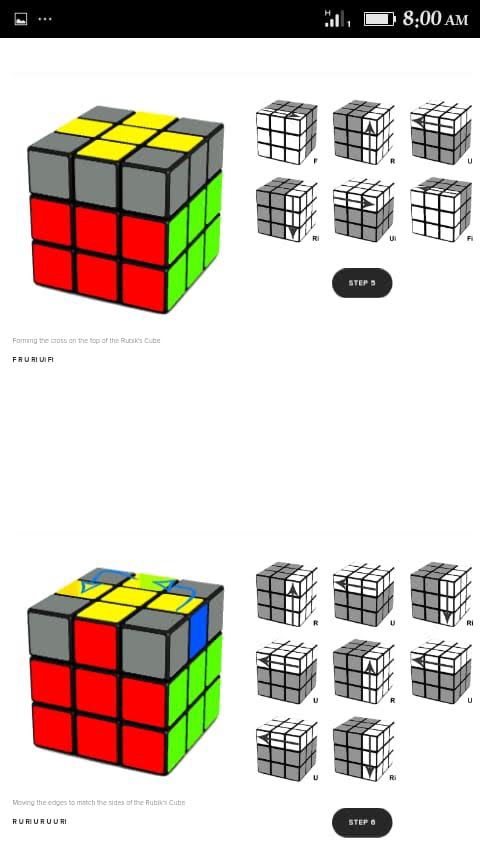 H
1
8:00 AM
F
R
U
Ri
Ui
Fi
STEP 5
Forming the cross on the top of the Rubik's Cube
F R U Ri Ui Fi
R
U
Ri
U
R
U
U
Ri
Moving the edges to match the sides of the Rubik's Cube
R U Ri U R U U Ri
STEP 6